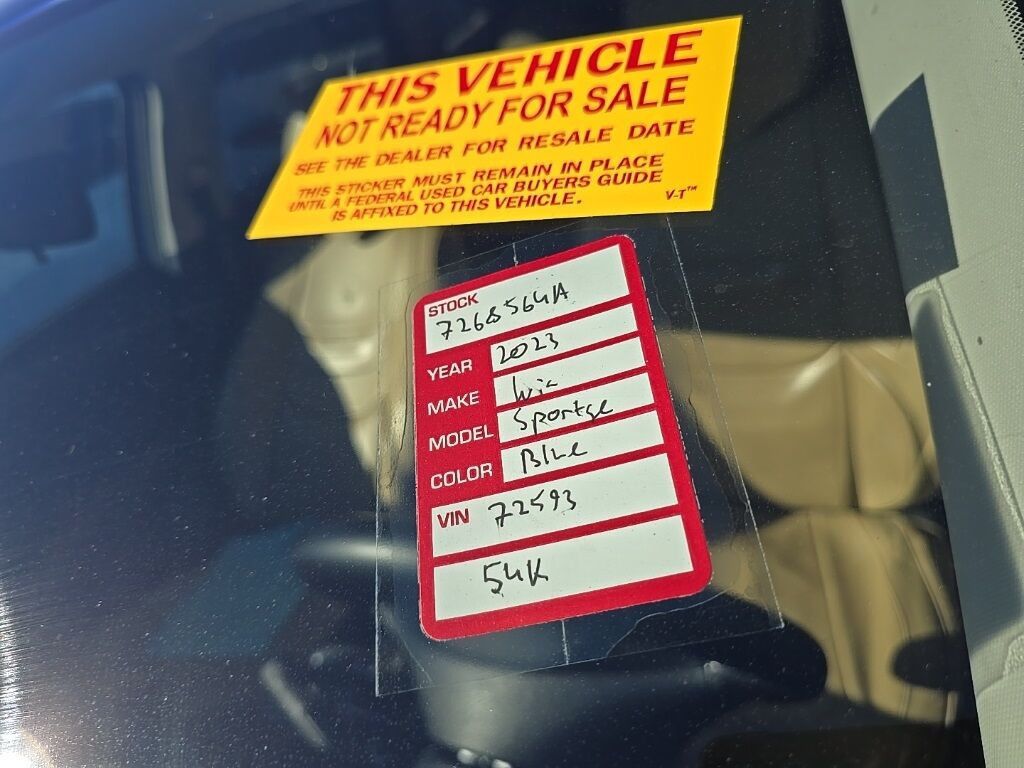 THIS VEHICLE
NOT READY FOR SALE
SEE THE DEALER FOR RESALE DATE
THIS STICKER MUST REMAIN IN PLACE
UNTIL A FEDERAL USED CAR BUYERS GUIDE
IS AFFIXED TO THIS VEHICLE.
V-T™
STOCK
7268564A
YEAR 2023
MAKE
MODEL Sportge
COLOR Blue
VIN 72593
54K